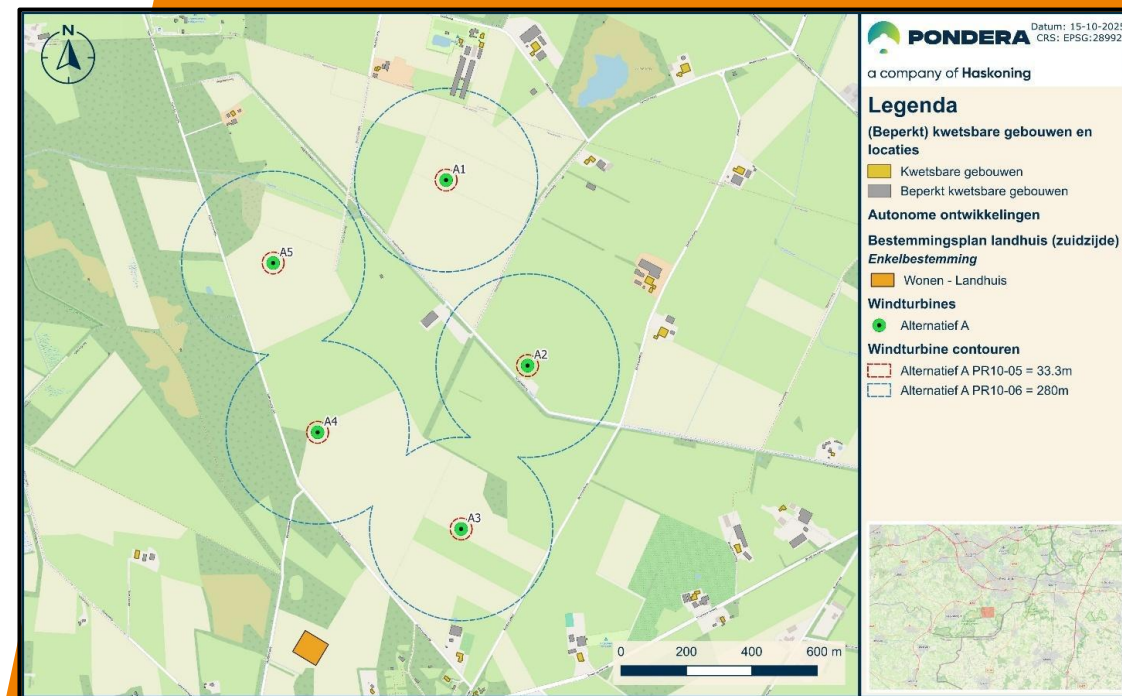 N
A1
A5
A2
A4
A3
0 200 400 600 m
PONDERA
Datum: 15-10-2025
CRS: EPSG:28992
a company of Haskoning
Legenda
(Beperkt) kwetsbare gebouwen en
locaties
Kwetsbare gebouwen
Beperkt kwetsbare gebouwen
Autonome ontwikkelingen
Bestemmingsplan landhuis (zuidzijde)
Enkelbestemming
Wonen - Landhuis
Windturbines
Alternatief A
Windturbine contouren
Alternatief A PR10-05 = 33.3m
Alternatief A PR10-06 = 280m